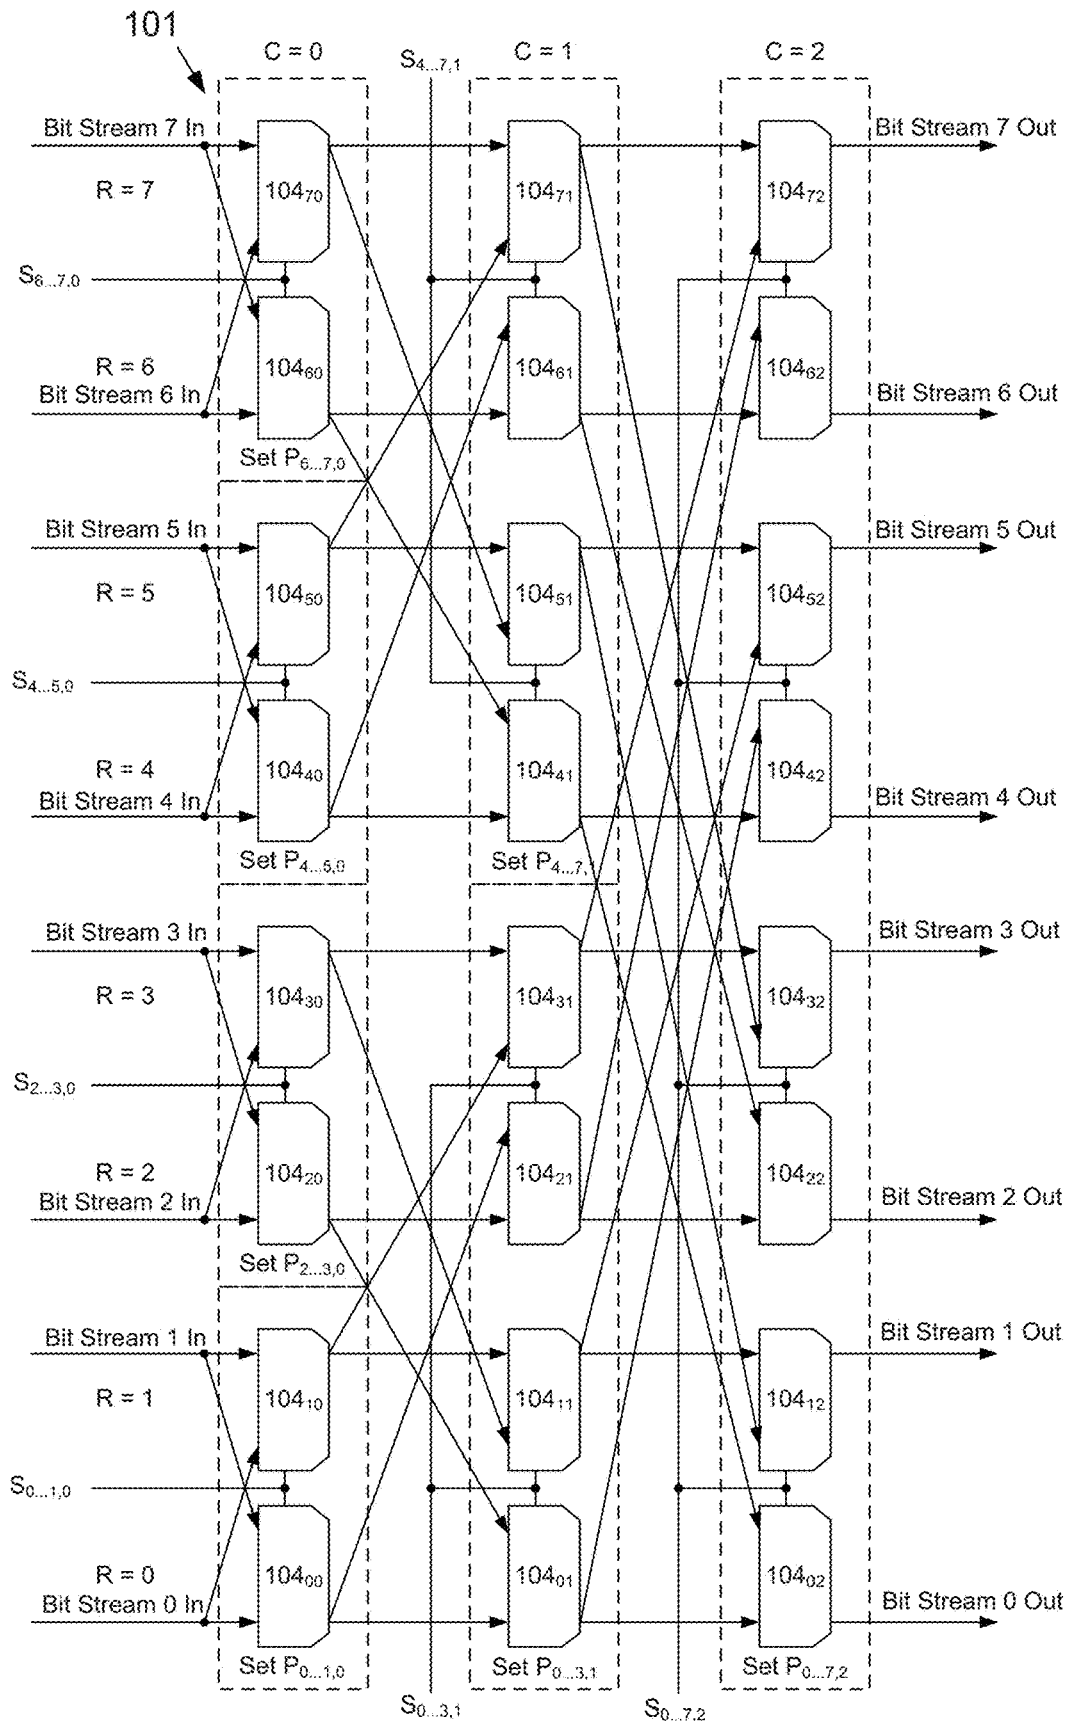 101
C = 0
S4...7,1
C = 1
C = 2
Bit Stream 7 In
Bit Stream 7 Out
R = 7
104₇₀
104₇₁
104₇₂
S6...7,0
R = 6
104₆₀
104₆₁
104₆₂
Bit Stream 6 In
Bit Stream 6 Out
Set P6...7,0
Bit Stream 5 In
Bit Stream 5 Out
R = 5
104₅₀
104₅₁
104₅₂
S4...5,0
R = 4
104₄₀
104₄₁
104₄₂
Bit Stream 4 In
Bit Stream 4 Out
Set P4...5,0
Set P4...7,1
Bit Stream 3 In
Bit Stream 3 Out
R = 3
104₃₀
104₃₁
104₃₂
S2...3,0
R = 2
104₂₀
104₂₁
104₂₂
Bit Stream 2 In
Bit Stream 2 Out
Set P2...3,0
Bit Stream 1 In
Bit Stream 1 Out
R = 1
104₁₀
104₁₁
104₁₂
S0...1,0
R = 0
104₀₀
104₀₁
104₀₂
Bit Stream 0 In
Bit Stream 0 Out
Set P0...1,0
Set P0...3,1
Set P0...7,2
S0...3,1
S0...7,2